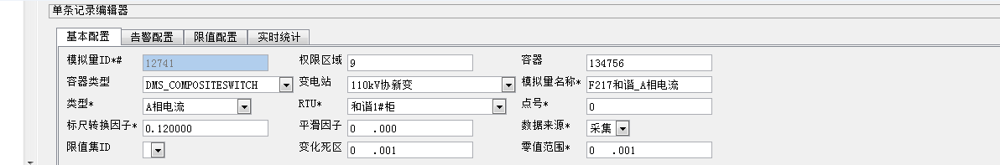 单条记录编辑器
基本配置 告警配置 限值配置 实时统计
模拟量ID*# 12741 权限区域 9 容器 134756
容器类型 DMS_COMPOSITESWITCH 变电站 110kV协新变 模拟量名称* F217和谐_A相电流
类型* A相电流 RTU* 和谐1#柜 点号* 0
标尺转换因子* 0.120000 平滑因子 0 .000 数据来源* 采集
限值集ID 变化死区 0 .001 零值范围* 0 .001